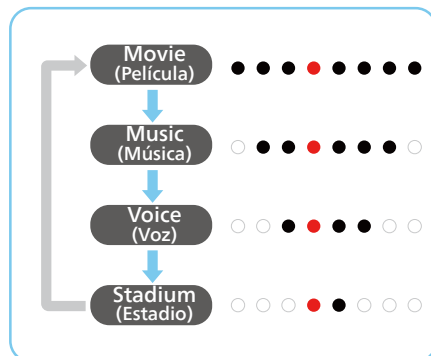 Movie
(Película)
Music
(Música)
Voice
(Voz)
Stadium
(Estadio)